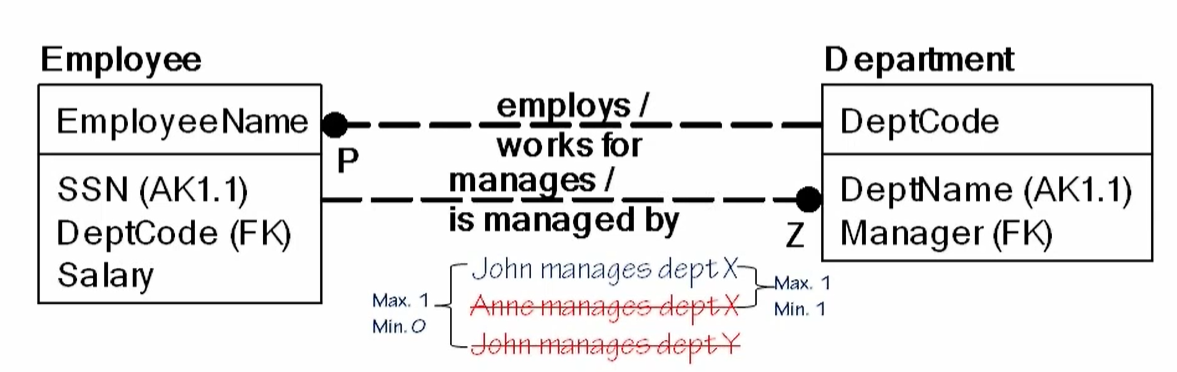 Employee
Department
EmployeeName
employs /
DeptCode
works for
P
SSN (AK1.1)
manages /
DeptName (AK1.1)
DeptCode (FK)
is managed by
Z
Manager (FK)
Salary
John manages dept X
Max. 1
Min. 0
Anne manages dept X
Max. 1
Min. 1
John manages dept Y